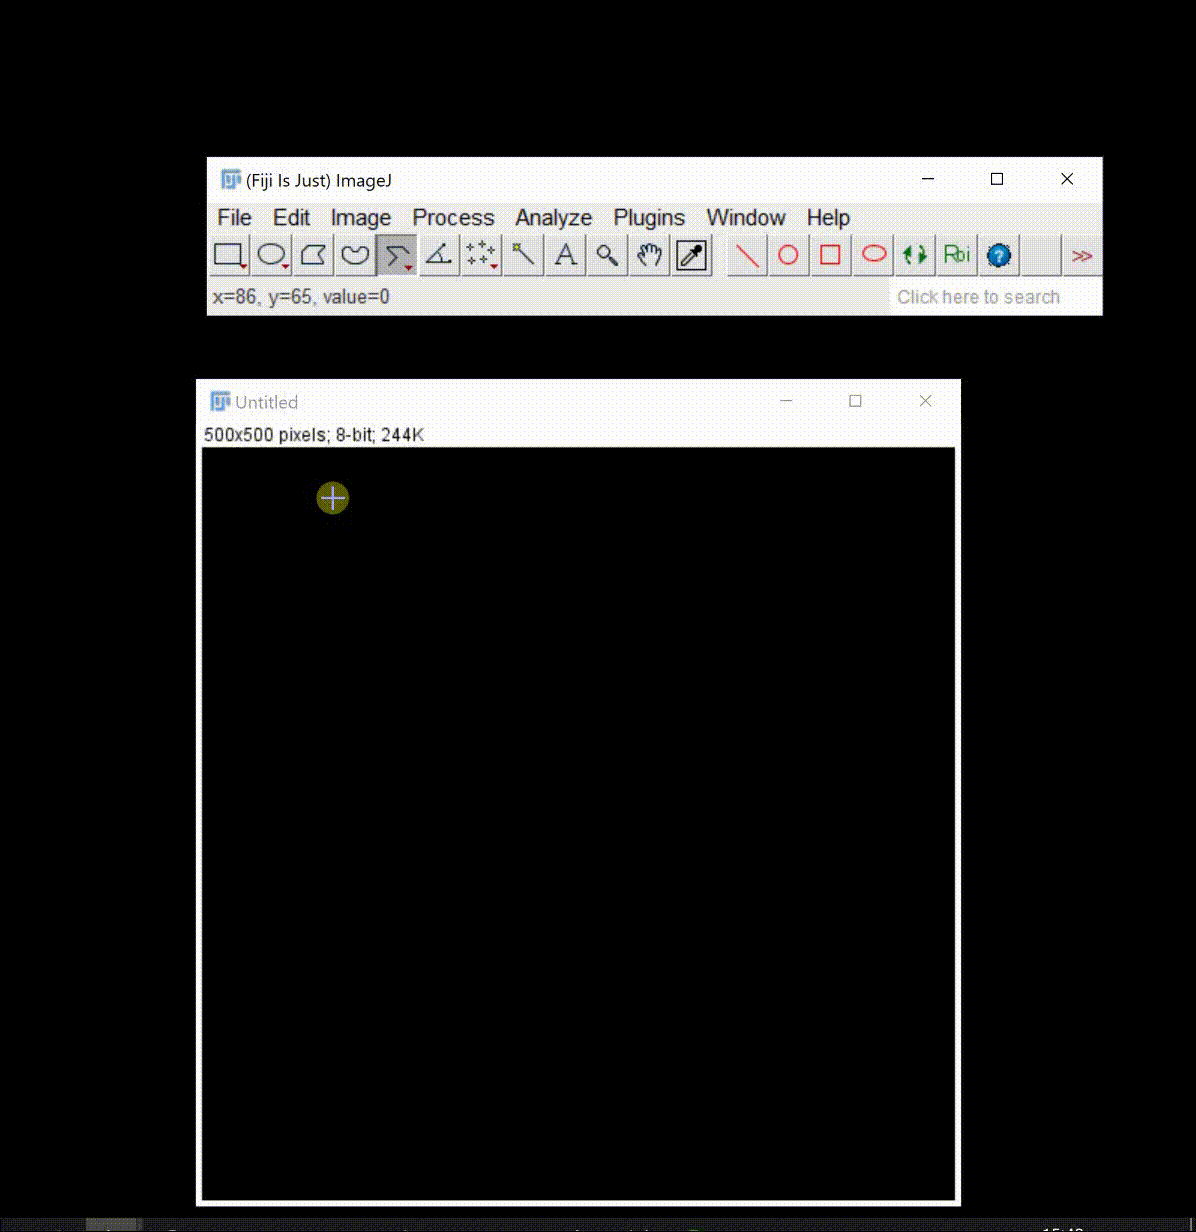 (Fiji Is Just) ImageJ
File Edit Image Process Analyze Plugins Window Help
A Roi ? >>
x=86, y=65, value=0 Click here to search
Untitled
500x500 pixels; 8-bit; 244K